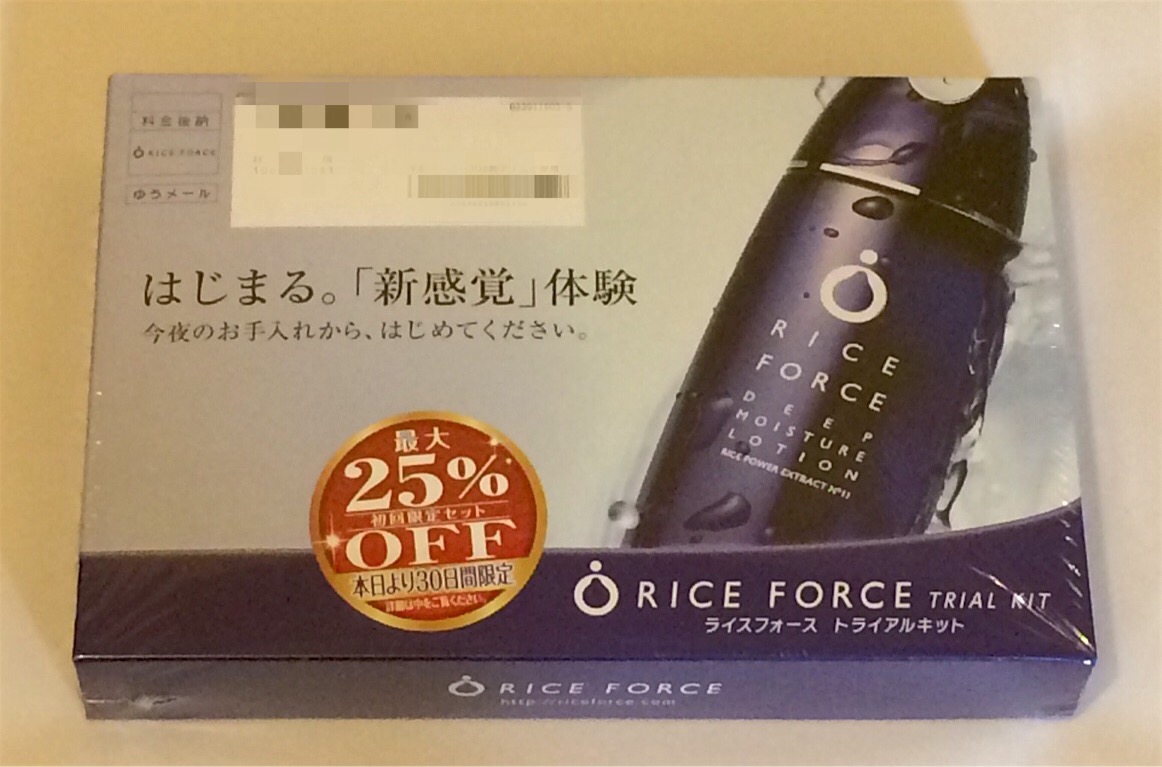 料金後納
RICE FORCE
ゆうメール
はじまる。「新感覚」体験
今夜のお手入れから、はじめてください。
RICE
FORCE
DEEP
MOISTURE
LOTION
RICE POWER EXTRACT Nº11
最大
25%
初回限定セット
OFF
本日より30日間限定
詳細は中をご覧ください。
RICE FORCE TRIAL KIT
ライスフォース トライアルキット
RICE FORCE
http://riceforce.com